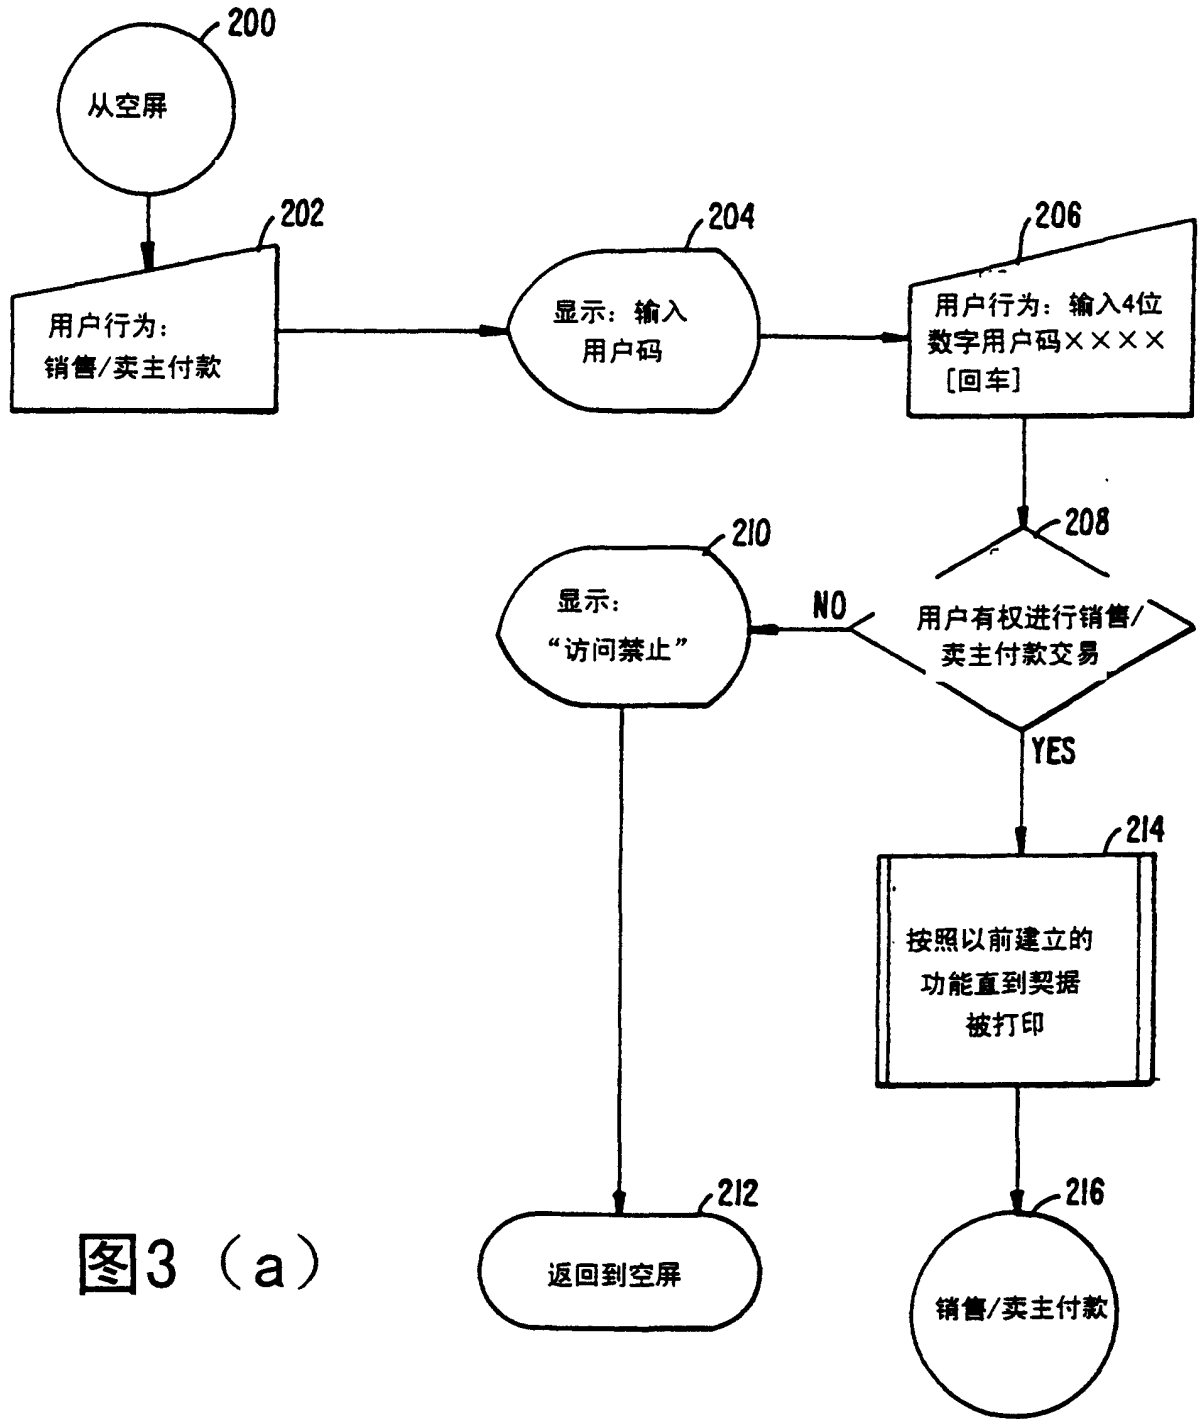 200
从空屏
202
用户行为：
销售/卖主付款
204
显示：输入
用户码
206
用户行为：输入4位
数字用户码××××
[回车]
208
用户有权进行销售/
卖主付款交易
NO
YES
210
显示：
“访问禁止”
212
返回到空屏
214
按照以前建立的
功能直到契据
被打印
216
销售/卖主付款
图3（a）